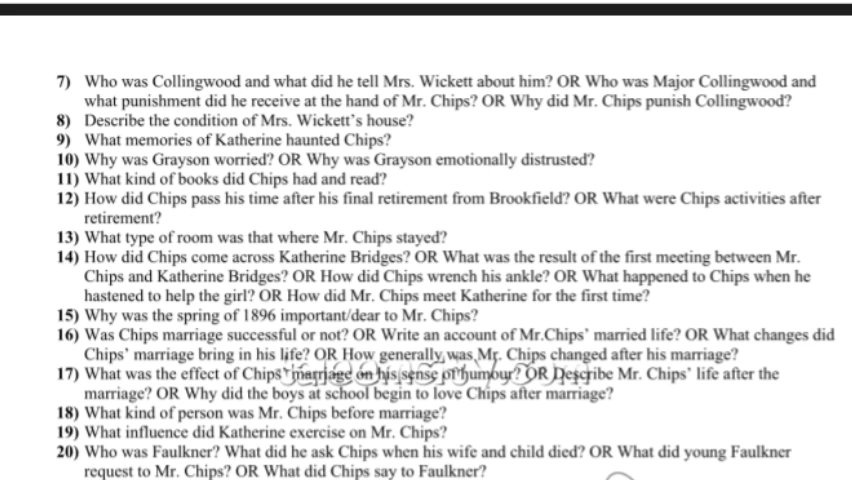 7) Who was Collingwood and what did he tell Mrs. Wickett about him? OR Who was Major Collingwood and
what punishment did he receive at the hand of Mr. Chips? OR Why did Mr. Chips punish Collingwood?
8) Describe the condition of Mrs. Wickett's house?
9) What memories of Katherine haunted Chips?
10) Why was Grayson worried? OR Why was Grayson emotionally distrusted?
11) What kind of books did Chips had and read?
12) How did Chips pass his time after his final retirement from Brookfield? OR What were Chips activities after
retirement?
13) What type of room was that where Mr. Chips stayed?
14) How did Chips come across Katherine Bridges? OR What was the result of the first meeting between Mr.
Chips and Katherine Bridges? OR How did Chips wrench his ankle? OR What happened to Chips when he
hastened to help the girl? OR How did Mr. Chips meet Katherine for the first time?
15) Why was the spring of 1896 important/dear to Mr. Chips?
16) Was Chips marriage successful or not? OR Write an account of Mr.Chips' married life? OR What changes did
Chips' marriage bring in his life? OR How generally was Mr. Chips changed after his marriage?
17) What was the effect of Chips' marriage on his sense of humour? OR Describe Mr. Chips' life after the
marriage? OR Why did the boys at school begin to love Chips after marriage?
18) What kind of person was Mr. Chips before marriage?
19) What influence did Katherine exercise on Mr. Chips?
20) Who was Faulkner? What did he ask Chips when his wife and child died? OR What did young Faulkner
request to Mr. Chips? OR What did Chips say to Faulkner?